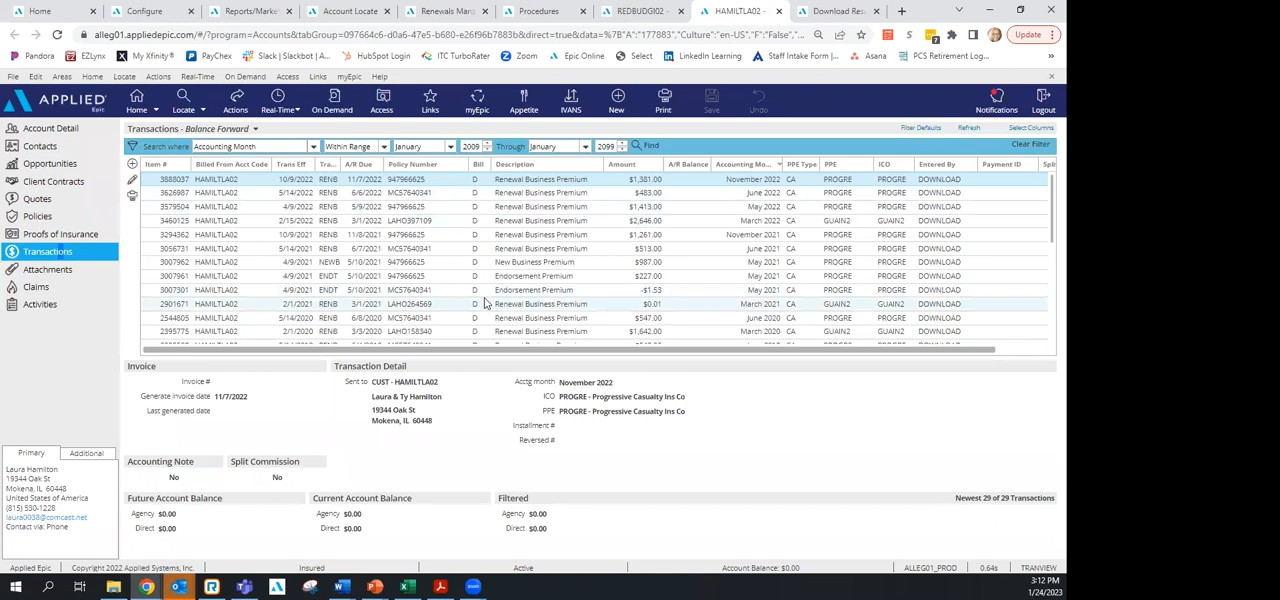 Home
Configure
Reports/Marke
Account Locate
Renewals Mana
Procedures
REDBUDGI02 -
HAMILTLA02 -
Download Resu
alleg01.appliedepic.com/#/?program=Accounts&tabGroup=097664c6-d0a6-47e5-b680-e26f96b7883b&direct=true&data=%7B"A":"177883","Culture":"en-US","F":"False",...
Update
Pandora EZLynx My Xfinity® PayChex Slack | Slackbot | A... HubSpot Login ITC TurboRater Zoom Epic Online Select LinkedIn Learning Staff Intake Form |... Asana PCS Retirement Log...
File Edit Areas Home Locate Actions Real-Time On Demand Access Links myEpic Help
APPLIED Epic
Home Locate Actions Real-Time On Demand Access Links myEpic Appetite IVANS New Print Save Undo Notifications Logout
Account Detail
Contacts
Opportunities
Client Contracts
Quotes
Policies
Proofs of Insurance
Transactions
Attachments
Claims
Activities
Transactions - Balance Forward
Filter Defaults Refresh Select Columns
Search where Accounting Month Within Range January 2009 Through January 2099 Find Clear Filter
Item # Billed From Acct Code Trans Eff Tra... A/R Due Policy Number Bill Description Amount A/R Balance Accounting Mo... PPE Type PPE ICO Entered By Payment ID Spli
3888037 HAMILTLA02 10/9/2022 RENB 11/7/2022 947966625 D Renewal Business Premium $1,381.00 November 2022 CA PROGRE PROGRE DOWNLOAD
3626987 HAMILTLA02 5/14/2022 RENB 6/6/2022 MC57640341 D Renewal Business Premium $483.00 June 2022 CA PROGRE PROGRE DOWNLOAD
3579504 HAMILTLA02 4/9/2022 RENB 5/9/2022 947966625 D Renewal Business Premium $1,413.00 May 2022 CA PROGRE PROGRE DOWNLOAD
3460125 HAMILTLA02 2/15/2022 RENB 3/1/2022 LAHO397109 D Renewal Business Premium $2,646.00 March 2022 CA GUAIN2 GUAIN2 DOWNLOAD
3294362 HAMILTLA02 10/9/2021 RENB 11/8/2021 947966625 D Renewal Business Premium $1,261.00 November 2021 CA PROGRE PROGRE DOWNLOAD
3056731 HAMILTLA02 5/14/2021 RENB 6/7/2021 MC57640341 D Renewal Business Premium $513.00 June 2021 CA PROGRE PROGRE DOWNLOAD
3007962 HAMILTLA02 4/9/2021 NEWB 5/10/2021 947966625 D New Business Premium $987.00 May 2021 CA PROGRE PROGRE DOWNLOAD
3007961 HAMILTLA02 4/9/2021 ENDT 5/10/2021 947966625 D Endorsement Premium $227.00 May 2021 CA PROGRE PROGRE DOWNLOAD
3007301 HAMILTLA02 4/9/2021 ENDT 5/10/2021 MC57640341 D Endorsement Premium -$1.53 May 2021 CA PROGRE PROGRE DOWNLOAD
2901671 HAMILTLA02 2/1/2021 RENB 3/1/2021 LAHO264569 D Renewal Business Premium $0.01 March 2021 CA GUAIN2 GUAIN2 DOWNLOAD
2544805 HAMILTLA02 5/14/2020 RENB 6/8/2020 MC57640341 D Renewal Business Premium $547.00 June 2020 CA PROGRE PROGRE DOWNLOAD
2395775 HAMILTLA02 2/1/2020 RENB 3/3/2020 LAHO158340 D Renewal Business Premium $1,642.00 March 2020 CA GUAIN2 GUAIN2 DOWNLOAD
Invoice
Invoice #
Generate invoice date 11/7/2022
Last generated date
Transaction Detail
Sent to CUST - HAMILTLA02
Laura & Ty Hamilton
19344 Oak St
Mokena, IL 60448
Acctg month November 2022
ICO PROGRE - Progressive Casualty Ins Co
PPE PROGRE - Progressive Casualty Ins Co
Installment #
Reversed #
Accounting Note
No
Split Commission
No
Future Account Balance
Agency $0.00
Direct $0.00
Current Account Balance
Agency $0.00
Direct $0.00
Filtered
Agency $0.00
Direct $0.00
Newest 29 of 29 Transactions
Primary Additional
Laura Hamilton
19344 Oak St
Mokena, IL 60448
United States of America
(815) 530-1228
laura0038@comcast.net
Contact via: Phone
Applied Epic Copyright 2022 Applied Systems, Inc. Insured Active Account Balance: $0.00 ALLEG01_PROD 0.64s TRANVIEW
3:12 PM
1/24/2023